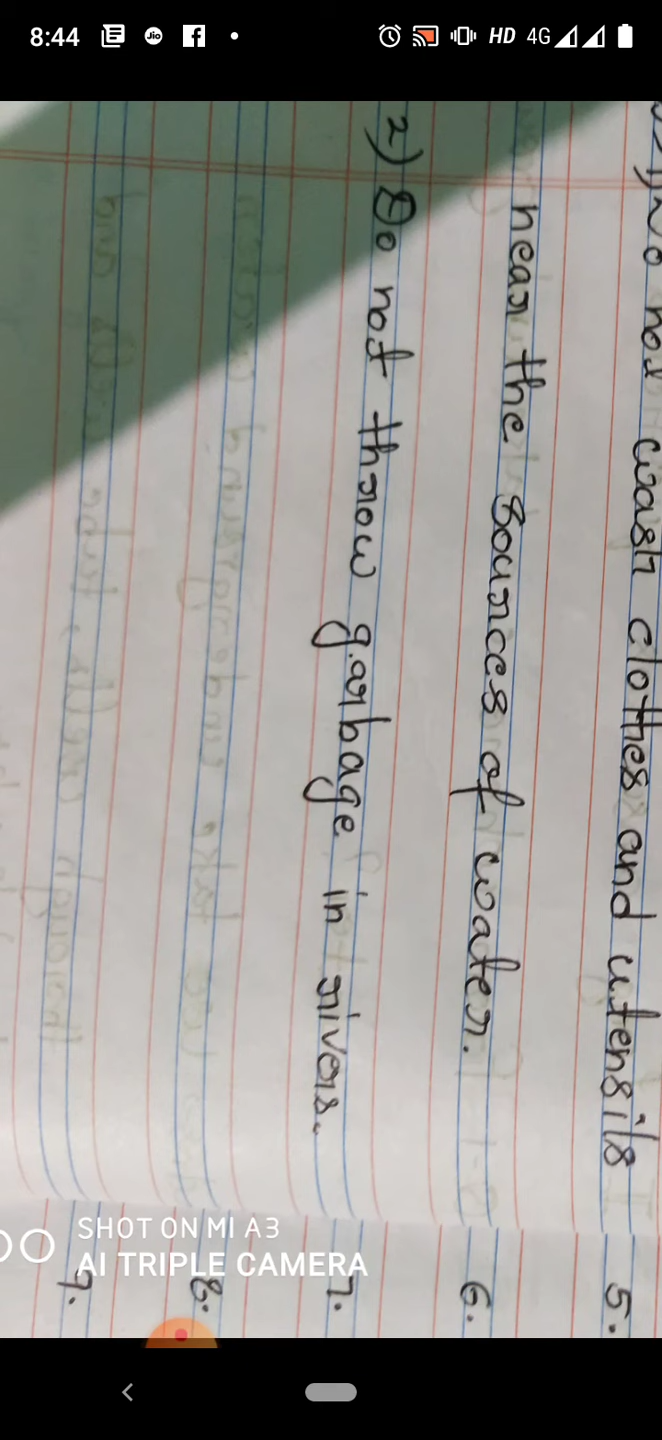 8:44
HD 4G
1) Do not wash clothes and utensils
near the sources of water.
2) Do not throw garbage in rivers.
5.
6.
7.
8.
9.
SHOT ON MI A3
AI TRIPLE CAMERA